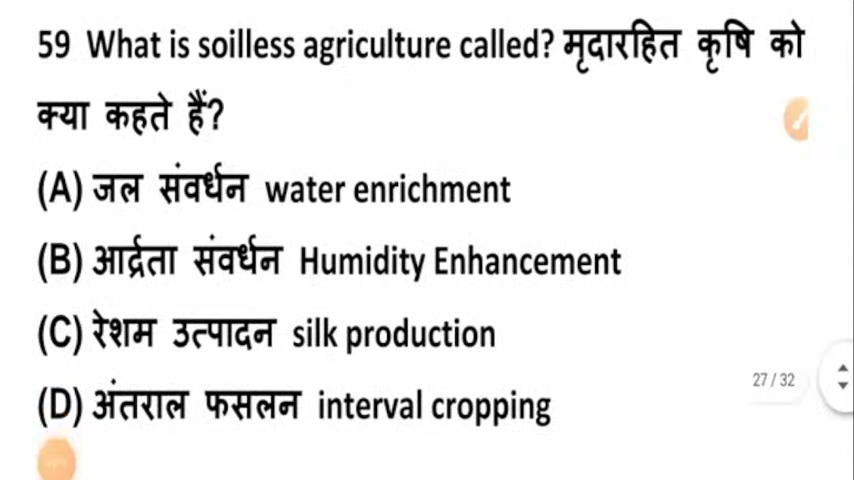 59 What is soilless agriculture called? मृदारहित कृषि को
क्या कहते हैं?
(A) जल संवर्धन water enrichment
(B) आर्द्रता संवर्धन Humidity Enhancement
(C) रेशम उत्पादन silk production
27 / 32
(D) अंतराल फसलन interval cropping